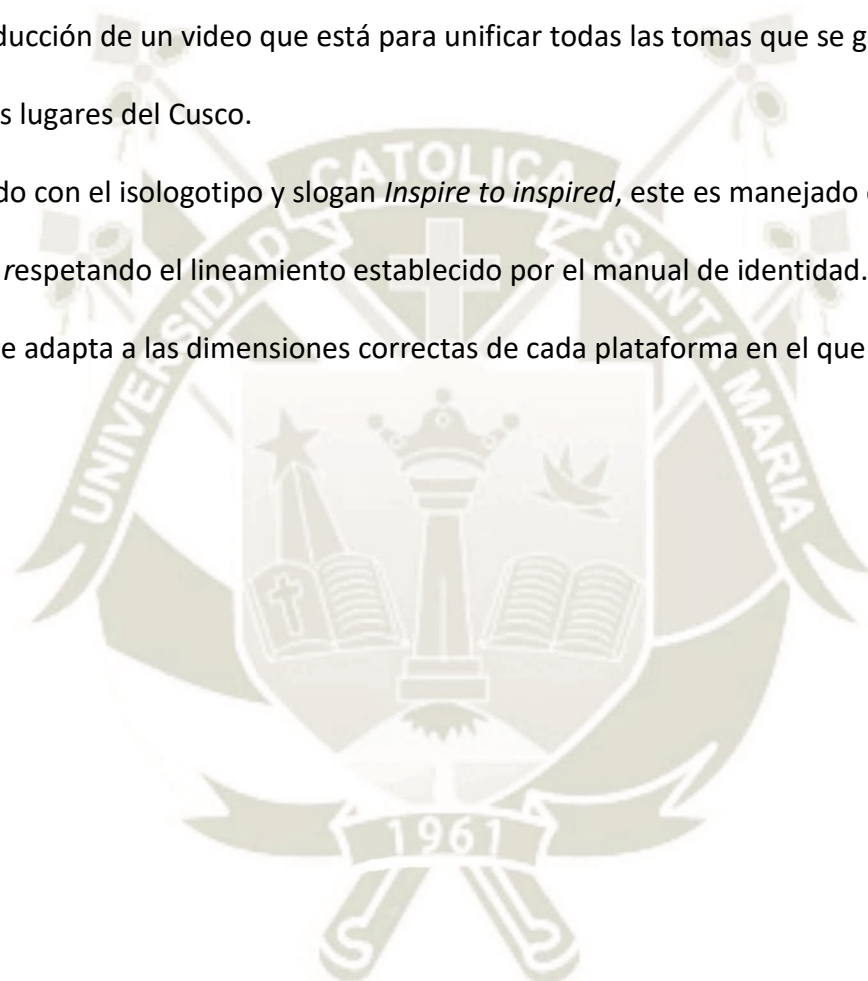 ducción de un video que está para unificar todas las tomas que se g
s lugares del Cusco.
do con el isologotipo y slogan Inspire to inspired, este es manejado
respetando el lineamiento establecido por el manual de identidad.
e adapta a las dimensiones correctas de cada plataforma en el que
UNIVERSIDAD CATOLICA SANTA MARIA
1961